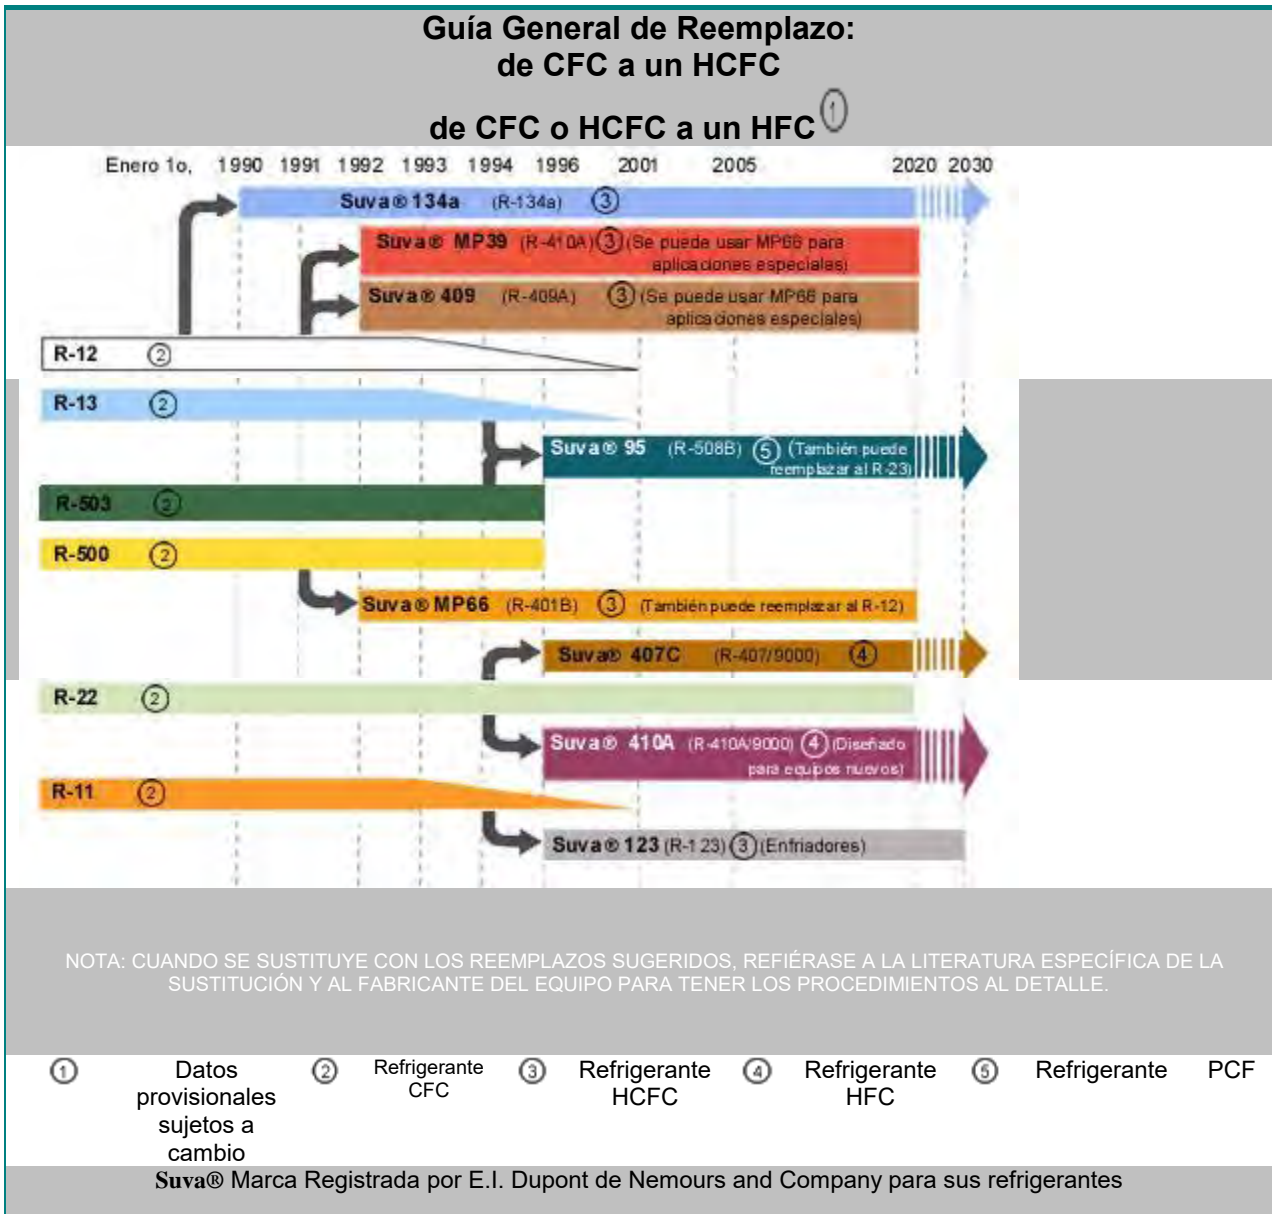 Guía General de Reemplazo:
de CFC a un HCFC
de CFC o HCFC a un HFC ①
Enero 1o, 1990 1991 1992 1993 1994 1996 2001 2005 2020 2030
Suva® 134a (R-134a) ③
Suva® MP39 (R-410A) ③ (Se puede usar MP66 para
aplicaciones especiales)
Suva® 409 (R-409A) ③ (Se puede usar MP66 para
aplicaciones especiales)
R-12 ②
R-13 ②
Suva® 95 (R-508B) ⑤ (También puede
reemplazar al R-23)
R-503 ②
R-500 ②
Suva® MP66 (R-401B) ③ (También puede reemplazar al R-12)
Suva® 407C (R-407/9000) ④
R-22 ②
Suva® 410A (R-410A/9000) ④ (Diseñado
para equipos nuevos)
R-11 ②
Suva® 123 (R-123) ③ (Enfriadores)
NOTA: CUANDO SE SUSTITUYE CON LOS REEMPLAZOS SUGERIDOS, REFIÉRASE A LA LITERATURA ESPECÍFICA DE LA
SUSTITUCIÓN Y AL FABRICANTE DEL EQUIPO PARA TENER LOS PROCEDIMIENTOS AL DETALLE.
① Datos provisionales sujetos a cambio ② Refrigerante CFC ③ Refrigerante HCFC ④ Refrigerante HFC ⑤ Refrigerante PCF
Suva® Marca Registrada por E.I. Dupont de Nemours and Company para sus refrigerantes